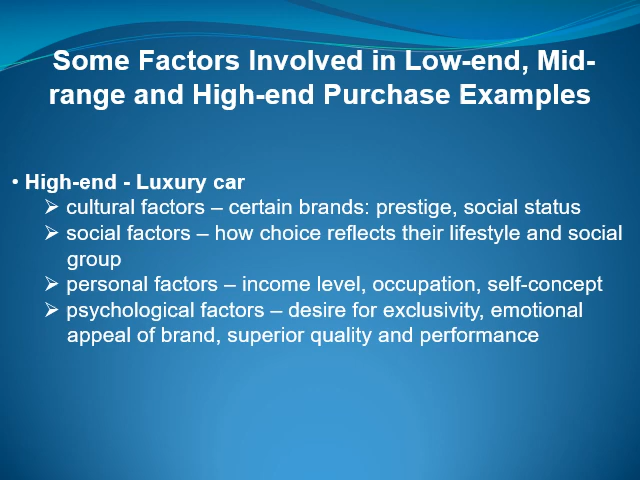 Some Factors Involved in Low-end, Mid-
range and High-end Purchase Examples
• High-end - Luxury car
➢ cultural factors – certain brands: prestige, social status
➢ social factors – how choice reflects their lifestyle and social
group
➢ personal factors – income level, occupation, self-concept
➢ psychological factors – desire for exclusivity, emotional
appeal of brand, superior quality and performance